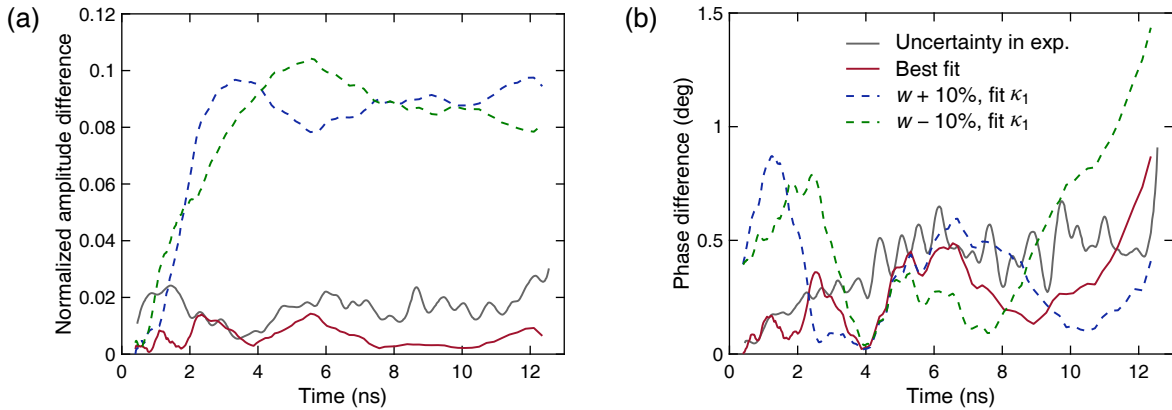 (a)
Normalized amplitude difference
0.12
0.1
0.08
0.06
0.04
0.02
0
0 2 4 6 8 10 12
Time (ns)
(b)
Phase difference (deg)
1.5
1
0.5
0
Uncertainty in exp.
Best fit
w + 10%, fit κ1
w − 10%, fit κ1
0 2 4 6 8 10 12
Time (ns)